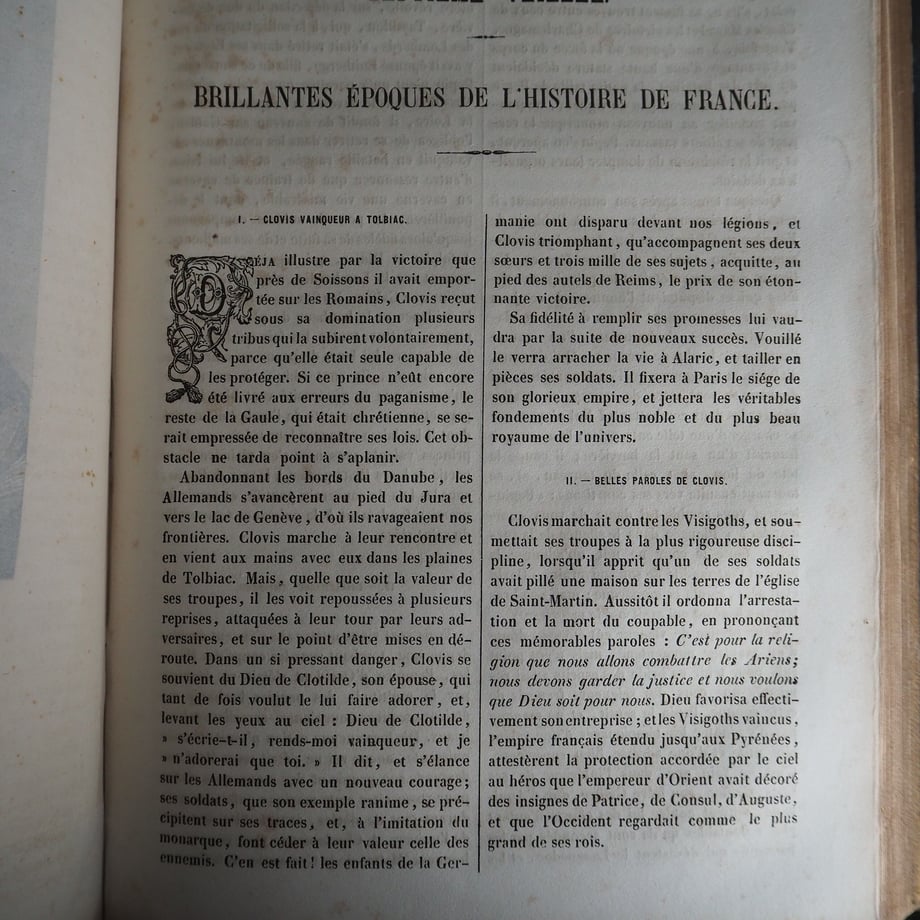 BRILLANTES ÉPOQUES DE L'HISTOIRE DE FRANCE.
I. — CLOVIS VAINQUEUR A TOLBIAC.
DÉJA illustre par la victoire que
près de Soissons il avait empor-
tée sur les Romains, Clovis reçut
sous sa domination plusieurs
tribus qui la subirent volontairement,
parce qu'elle était seule capable de
les protéger. Si ce prince n'eût encore
été livré aux erreurs du paganisme, le
reste de la Gaule, qui était chrétienne, se se-
rait empressée de reconnaître ses lois. Cet ob-
stacle ne tarda point à s'aplanir.
Abandonnant les bords du Danube, les
Allemands s'avancèrent au pied du Jura et
vers le lac de Genève, d'où ils ravageaient nos
frontières. Clovis marche à leur rencontre et
en vient aux mains avec eux dans les plaines
de Tolbiac. Mais, quelle que soit la valeur de
ses troupes, il les voit repoussées à plusieurs
reprises, attaquées à leur tour par leurs ad-
versaires, et sur le point d'être mises en dé-
route. Dans un si pressant danger, Clovis se
souvient du Dieu de Clotilde, son épouse, qui
tant de fois voulut le lui faire adorer, et,
levant les yeux au ciel : Dieu de Clotilde,
» s'écrie-t-il, rends-moi vainqueur, et je
» n'adorerai que toi. » Il dit, et s'élance
sur les Allemands avec un nouveau courage;
ses soldats, que son exemple ranime, se pré-
cipitent sur ses traces, et, à l'imitation du
monarque, font céder à leur valeur celle des
ennemis. C'en est fait! les enfants de la Ger-
manie ont disparu devant nos légions, et
Clovis triomphant, qu'accompagnent ses deux
sœurs et trois mille de ses sujets, acquitte, au
pied des autels de Reims, le prix de son éton-
nante victoire.
Sa fidélité à remplir ses promesses lui vau-
dra par la suite de nouveaux succès. Vouillé
le verra arracher la vie à Alaric, et tailler en
pièces ses soldats. Il fixera à Paris le siége de
son glorieux empire, et jettera les véritables
fondements du plus noble et du plus beau
royaume de l'univers.
II. — BELLES PAROLES DE CLOVIS.
Clovis marchait contre les Visigoths, et sou-
mettait ses troupes à la plus rigoureuse disci-
pline, lorsqu'il apprit qu'un de ses soldats
avait pillé une maison sur les terres de l'église
de Saint-Martin. Aussitôt il ordonna l'arresta-
tion et la mort du coupable, en prononçant
ces mémorables paroles : C'est pour la reli-
gion que nous allons combattre les Ariens;
nous devons garder la justice et nous voulons
que Dieu soit pour nous. Dieu favorisa effecti-
vement son entreprise; et les Visigoths vaincus,
l'empire français étendu jusqu'aux Pyrénées,
attestèrent la protection accordée par le ciel
au héros que l'empereur d'Orient avait décoré
des insignes de Patrice, de Consul, d'Auguste,
et que l'Occident regardait comme le plus
grand de ses rois.